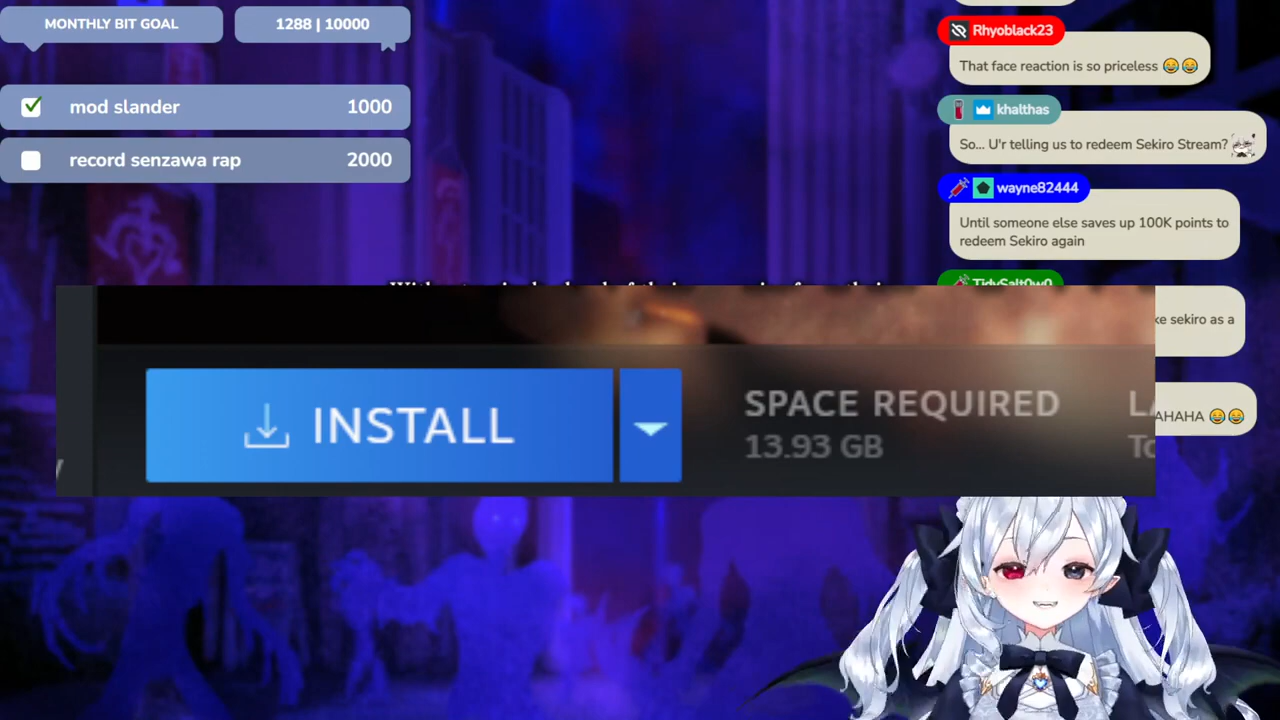 MONTHLY BIT GOAL
1288 | 10000
mod slander 1000
record senzawa rap 2000
Rhyoblack23
That face reaction is so priceless 😂😂
khalthas
So... U'r telling us to redeem Sekiro Stream?
wayne82444
Until someone else saves up 100K points to
redeem Sekiro again
TidySalt0w0
sekiro as a
AHAHA 😂😂
INSTALL
SPACE REQUIRED
13.93 GB